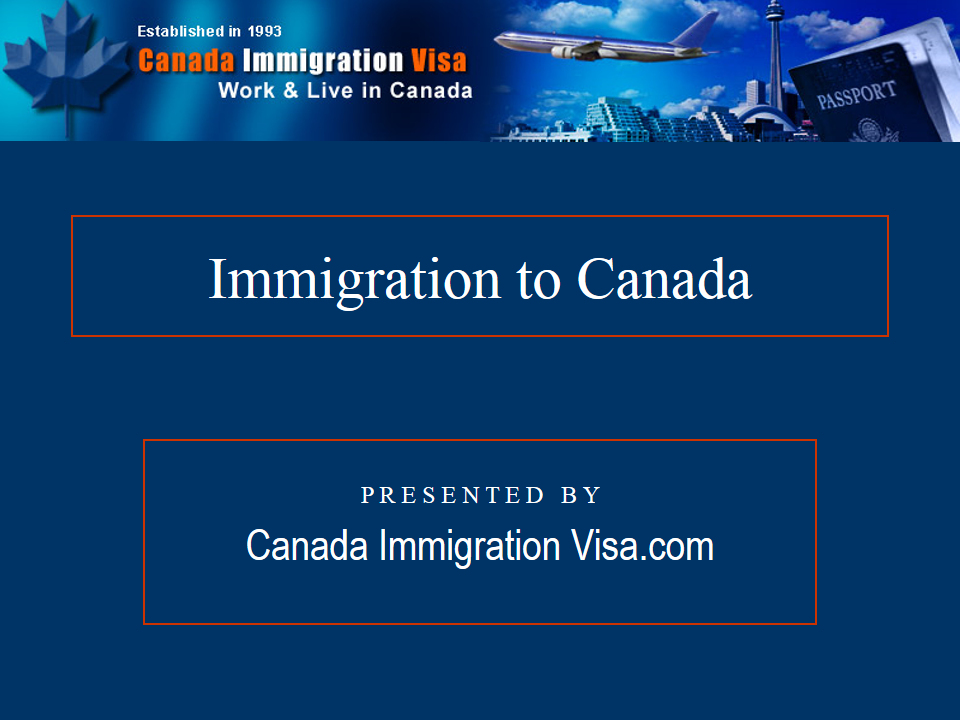 Established in 1993
Canada Immigration Visa
Work & Live in Canada
PASSPORT
Immigration to Canada
PRESENTED BY
Canada Immigration Visa.com